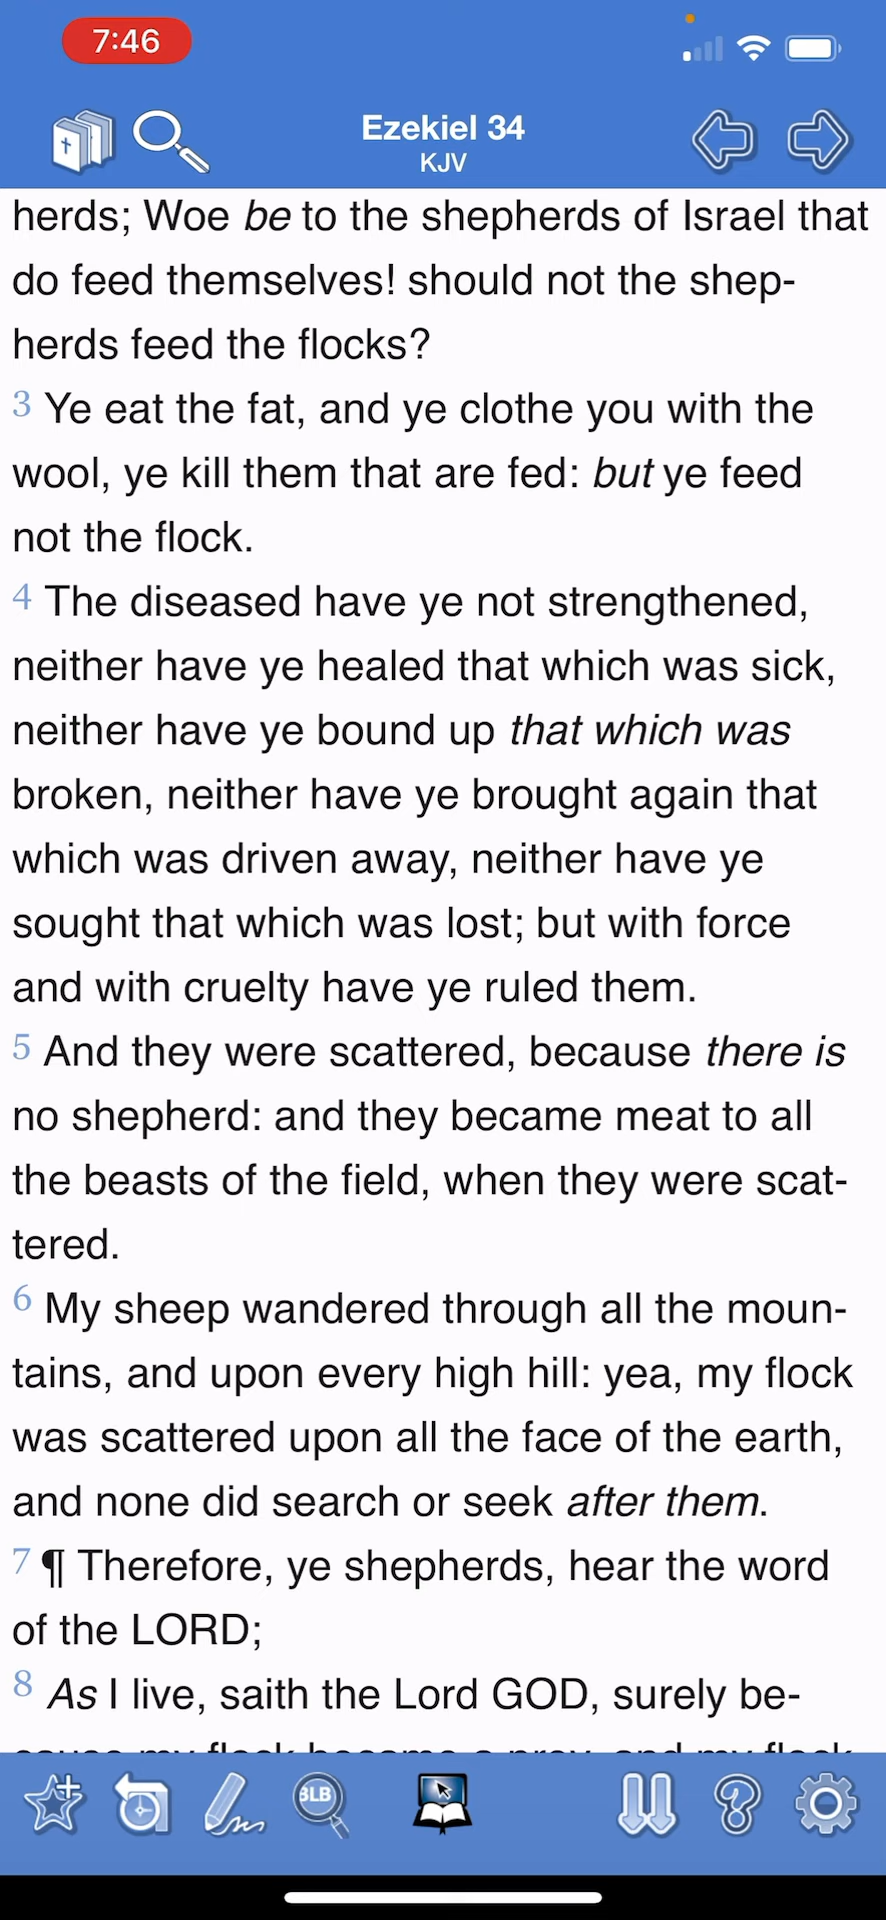 7:46
Ezekiel 34
KJV
herds; Woe be to the shepherds of Israel that
do feed themselves! should not the shep-
herds feed the flocks?
3 Ye eat the fat, and ye clothe you with the
wool, ye kill them that are fed: but ye feed
not the flock.
4 The diseased have ye not strengthened,
neither have ye healed that which was sick,
neither have ye bound up that which was
broken, neither have ye brought again that
which was driven away, neither have ye
sought that which was lost; but with force
and with cruelty have ye ruled them.
5 And they were scattered, because there is
no shepherd: and they became meat to all
the beasts of the field, when they were scat-
tered.
6 My sheep wandered through all the moun-
tains, and upon every high hill: yea, my flock
was scattered upon all the face of the earth,
and none did search or seek after them.
7 ¶ Therefore, ye shepherds, hear the word
of the LORD;
8 As I live, saith the Lord GOD, surely be-
cause my flock became a prey, and my flock
BLB